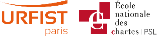 URFIST
paris
École
nationale
des
chartes | PSL